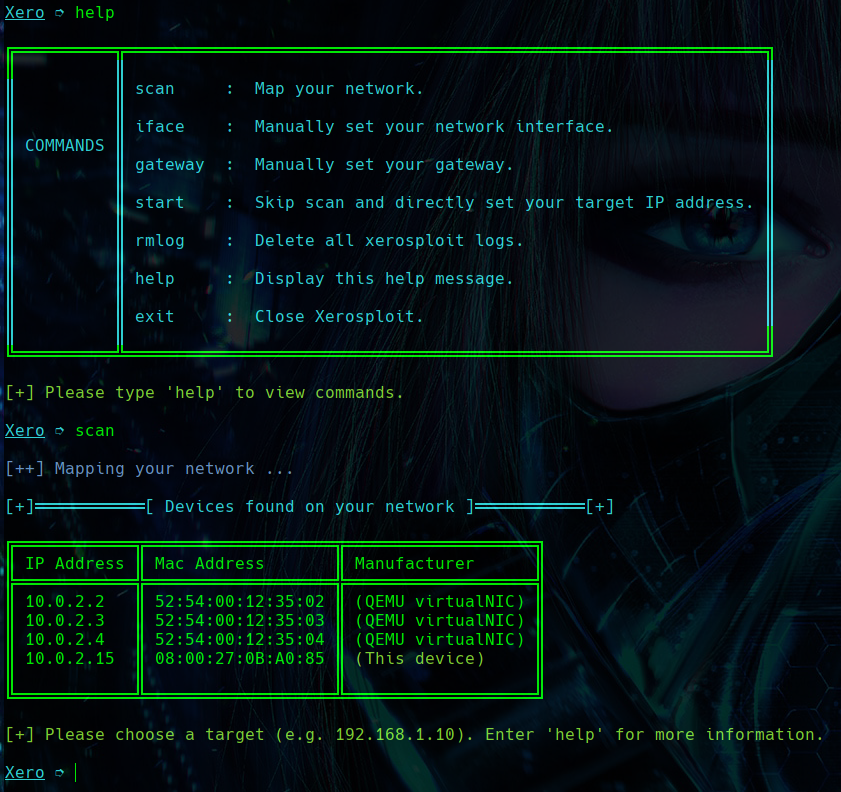 Xero ➮ help
scan : Map your network.
iface : Manually set your network interface.
COMMANDS
gateway : Manually set your gateway.
start : Skip scan and directly set your target IP address.
rmlog : Delete all xerosploit logs.
help : Display this help message.
exit : Close Xerosploit.
[+] Please type 'help' to view commands.
Xero ➮ scan
[++] Mapping your network ...
[+]═══════════[ Devices found on your network ]═══════════[+]
IP Address Mac Address Manufacturer
10.0.2.2 52:54:00:12:35:02 (QEMU virtualNIC)
10.0.2.3 52:54:00:12:35:03 (QEMU virtualNIC)
10.0.2.4 52:54:00:12:35:04 (QEMU virtualNIC)
10.0.2.15 08:00:27:0B:A0:85 (This device)
[+] Please choose a target (e.g. 192.168.1.10). Enter 'help' for more information.
Xero ➮